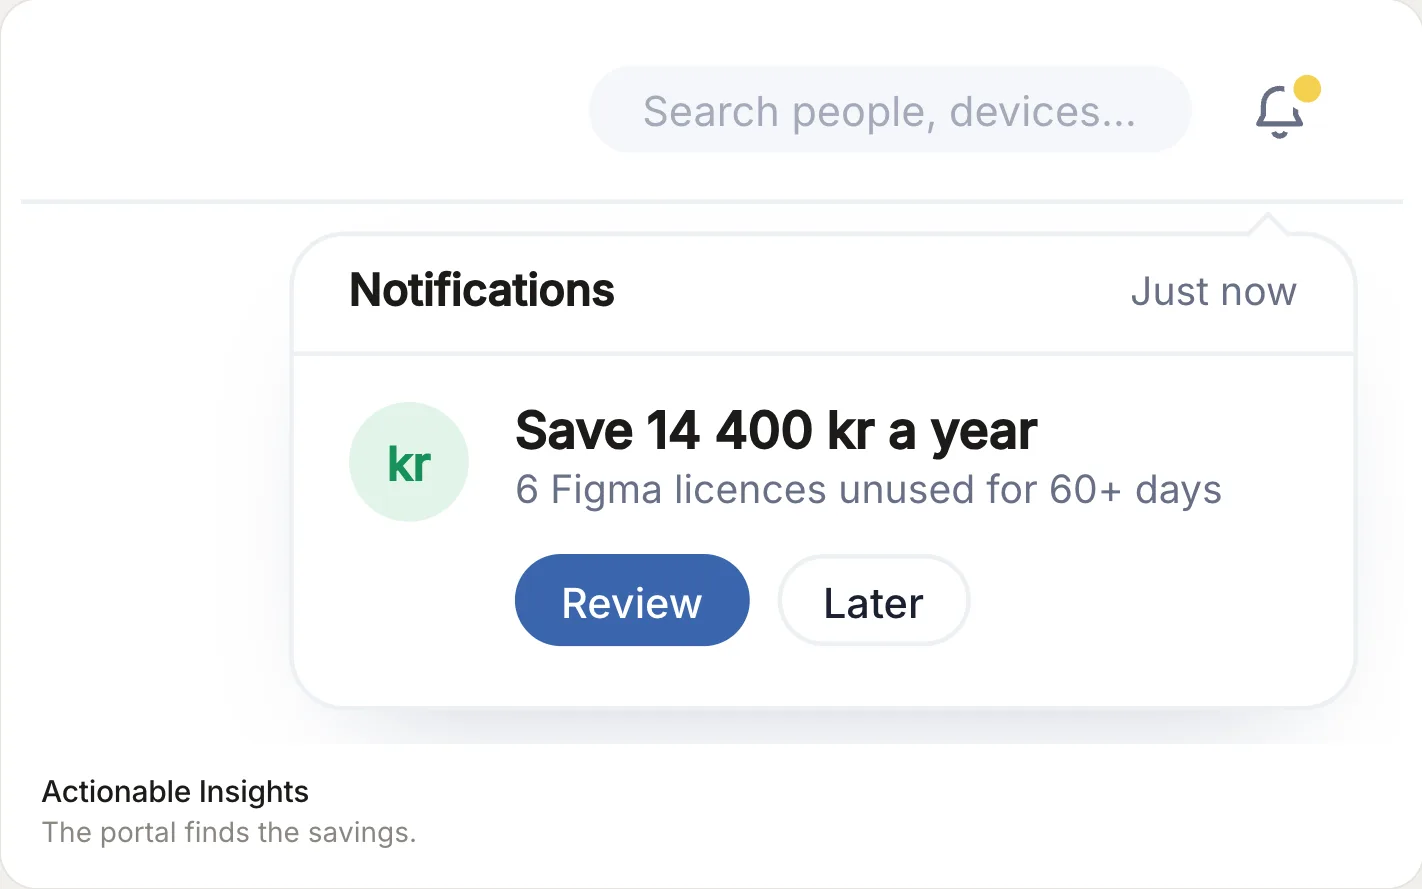 Search people, devices...
Notifications
Just now
kr
Save 14 400 kr a year
6 Figma licences unused for 60+ days
Review
Later
Actionable Insights
The portal finds the savings.